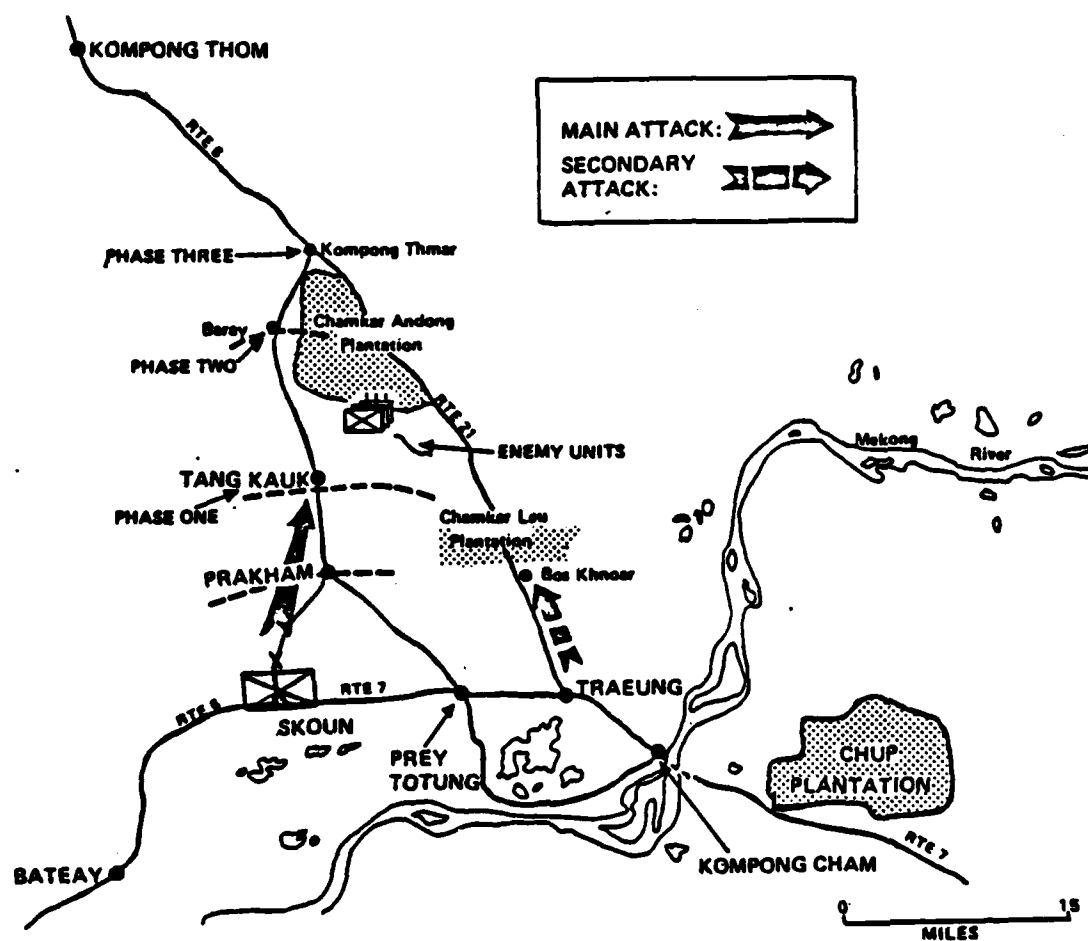 KOMPONG THOM
RTE 6
MAIN ATTACK:
SECONDARY
ATTACK:
PHASE THREE
Kompong Thmar
Baray
Chamkar Andong
Plantation
PHASE TWO
RTE 21
ENEMY UNITS
Mekong
River
TANG KAUK
PHASE ONE
Chamkar Leu
Plantation
PRAKHAM
Bos Khnoar
RTE 7
TRAEUNG
RTE 6
SKOUN
PREY
TOTUNG
CHUP
PLANTATION
RTE 7
KOMPONG CHAM
BATEAY
0
15
MILES